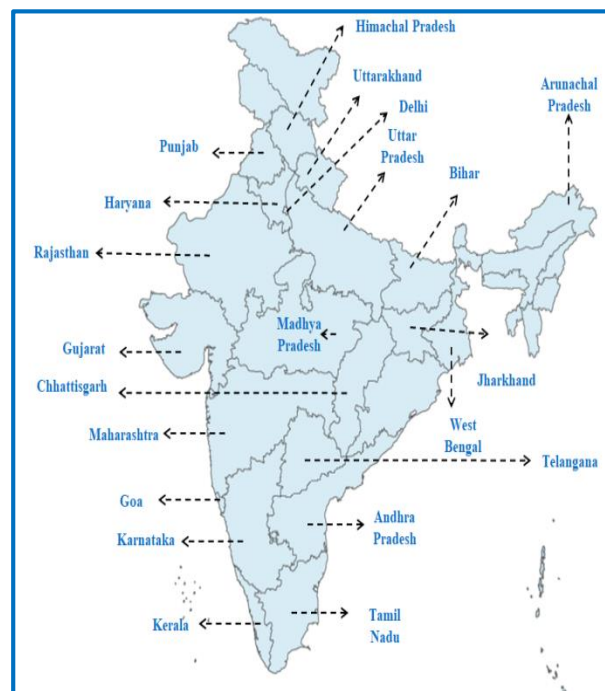 Himachal Pradesh
Uttarakhand
Arunachal
Pradesh
Delhi
Punjab
Uttar
Pradesh
Bihar
Haryana
Rajasthan
Madhya
Pradesh
Gujarat
Jharkhand
Chhattisgarh
West
Bengal
Maharashtra
Telangana
Goa
Andhra
Pradesh
Karnataka
Kerala
Tamil
Nadu